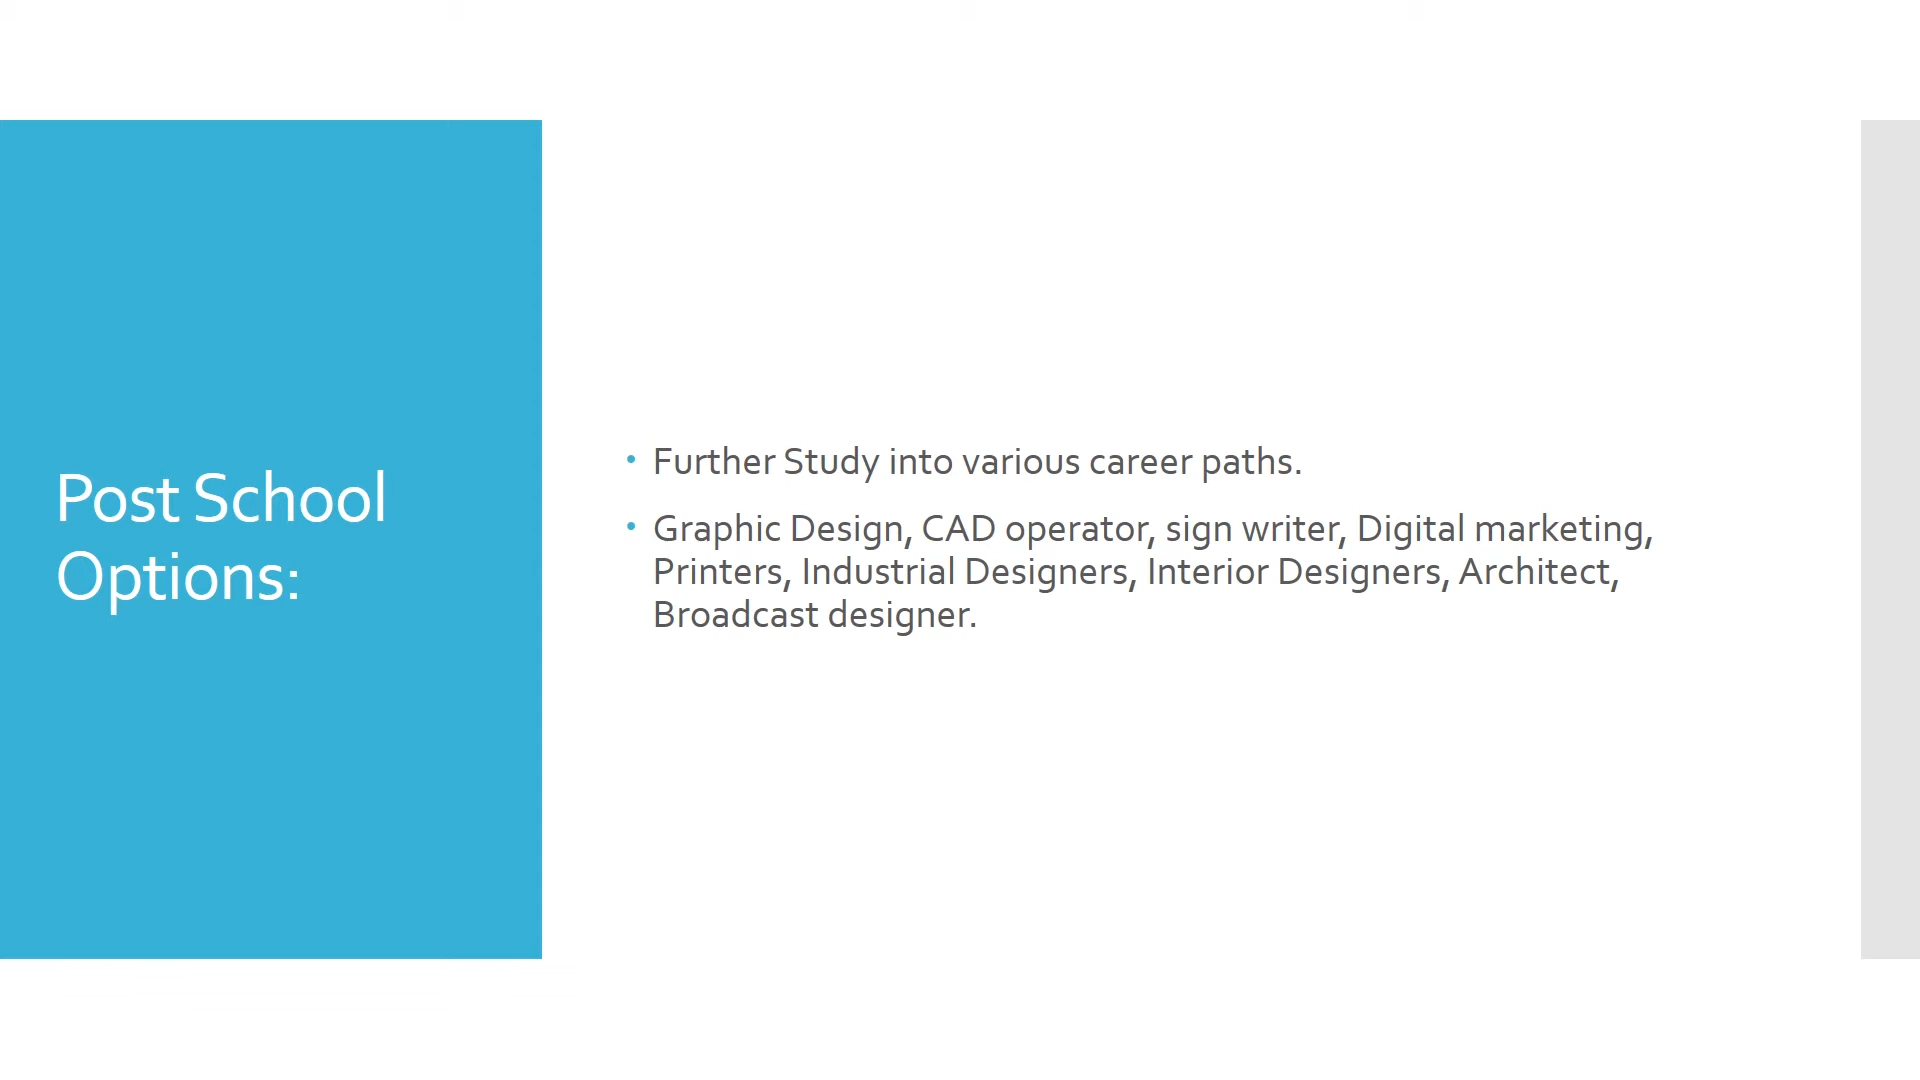 Post School
Options:
• Further Study into various career paths.
• Graphic Design, CAD operator, sign writer, Digital marketing,
Printers, Industrial Designers, Interior Designers, Architect,
Broadcast designer.